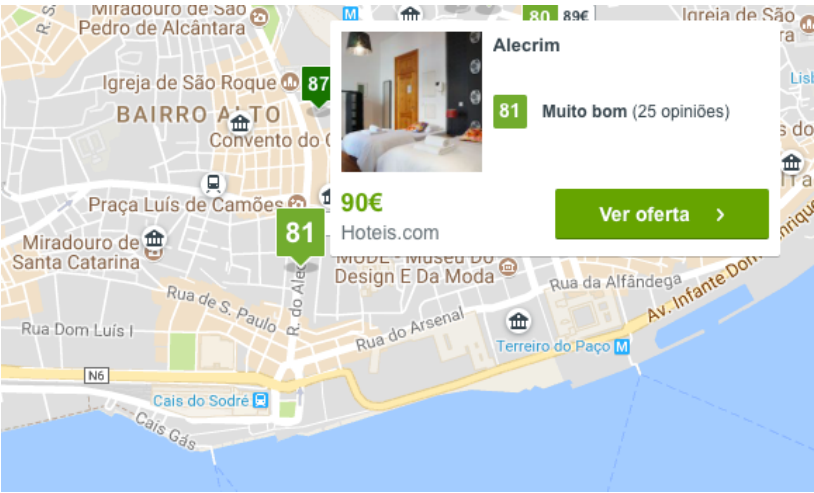 Miradouro de São
Pedro de Alcântara
R. S
M
80 89€
Igreja de São
Alecrim
Igreja de São Roque
87
81 Muito bom (25 opiniões)
BAIRRO ALTO
Convento do
Praça Luís de Camões
90€
Hoteis.com
Ver oferta
81
Miradouro de
Santa Catarina
MUDE - Museu Do
Design E Da Moda
R. do Ale
Rua de S. Paulo
Rua da Alfândega
Av. Infante Dom Henrique
Rua Dom Luís I
Rua do Arsenal
Terreiro do Paço M
N6
Cais do Sodré
Cais Gás